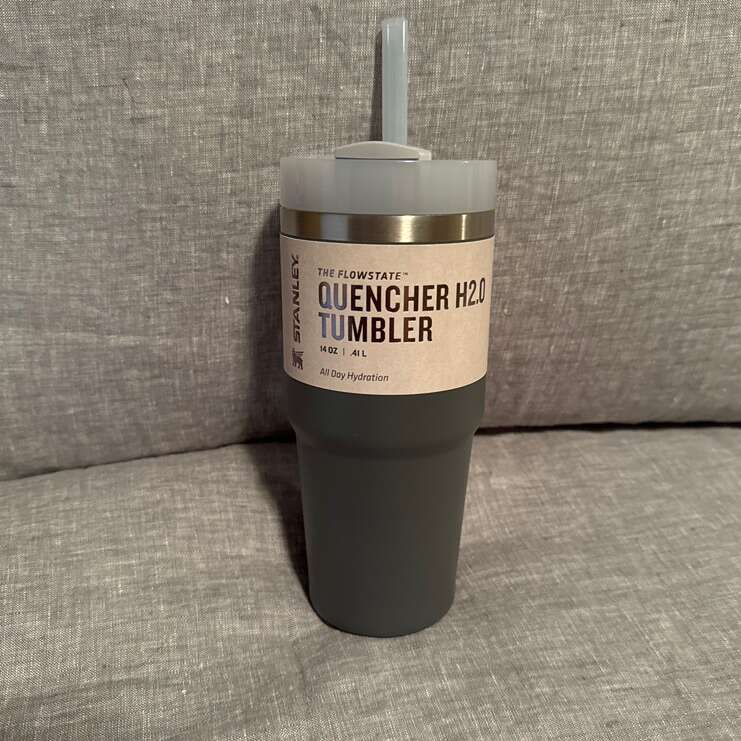 STANLEY
THE FLOWSTATE™
QUENCHER H2.0
TUMBLER
14 OZ | .41 L
All Day Hydration